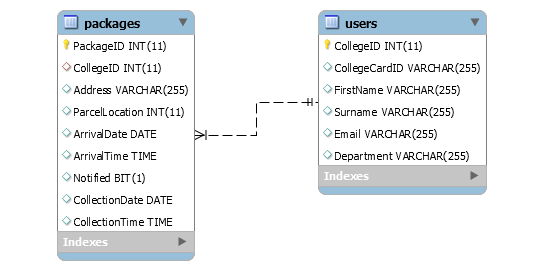 packages
PackageID INT(11)
CollegeID INT(11)
Address VARCHAR(255)
ParcelLocation INT(11)
ArrivalDate DATE
ArrivalTime TIME
Notified BIT(1)
CollectionDate DATE
CollectionTime TIME
Indexes
users
CollegeID INT(11)
CollegeCardID VARCHAR(255)
FirstName VARCHAR(255)
Surname VARCHAR(255)
Email VARCHAR(255)
Department VARCHAR(255)
Indexes